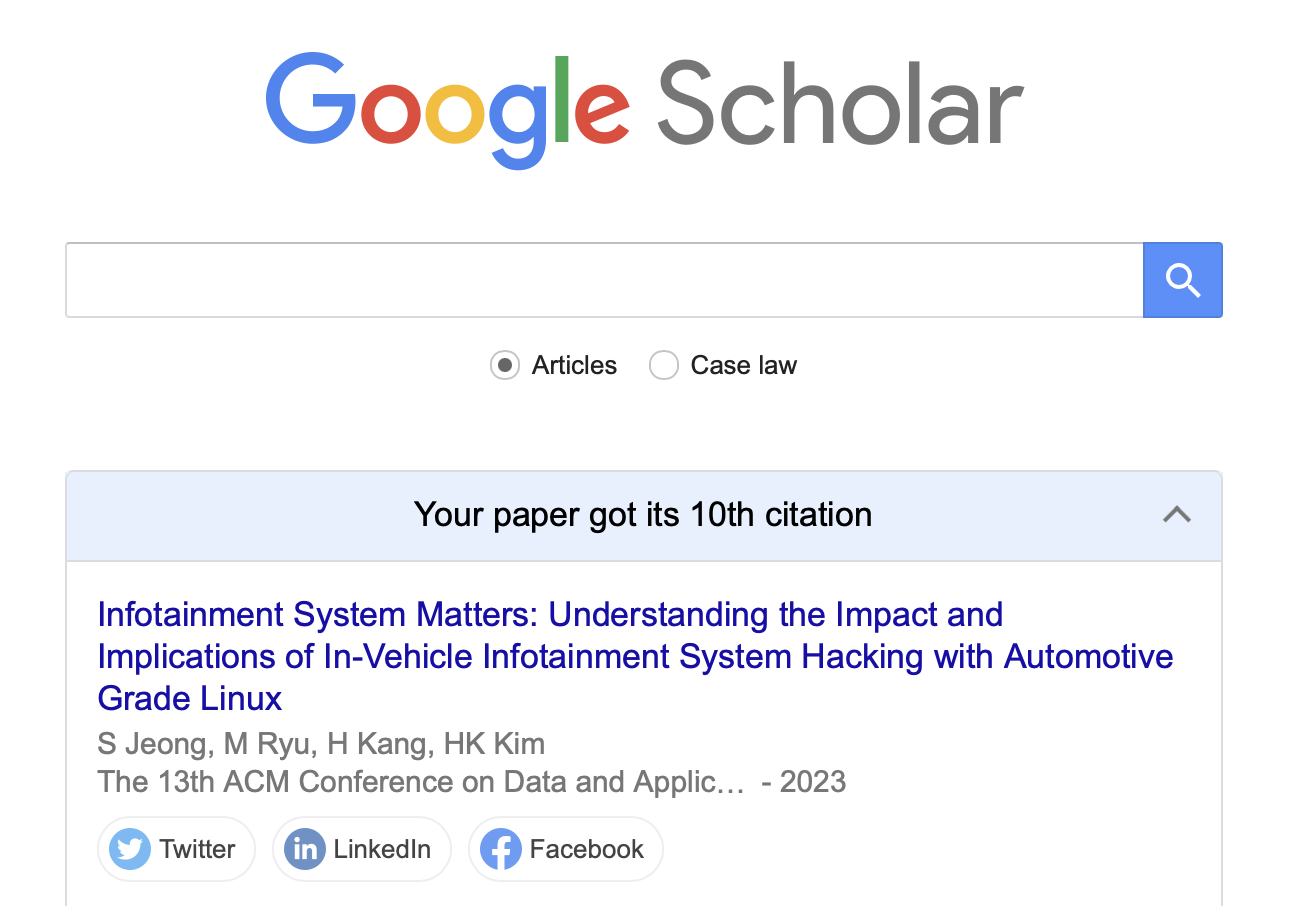 Google Scholar
Articles Case law
Your paper got its 10th citation
Infotainment System Matters: Understanding the Impact and
Implications of In-Vehicle Infotainment System Hacking with Automotive
Grade Linux
S Jeong, M Ryu, H Kang, HK Kim
The 13th ACM Conference on Data and Applic… - 2023
Twitter in LinkedIn f Facebook